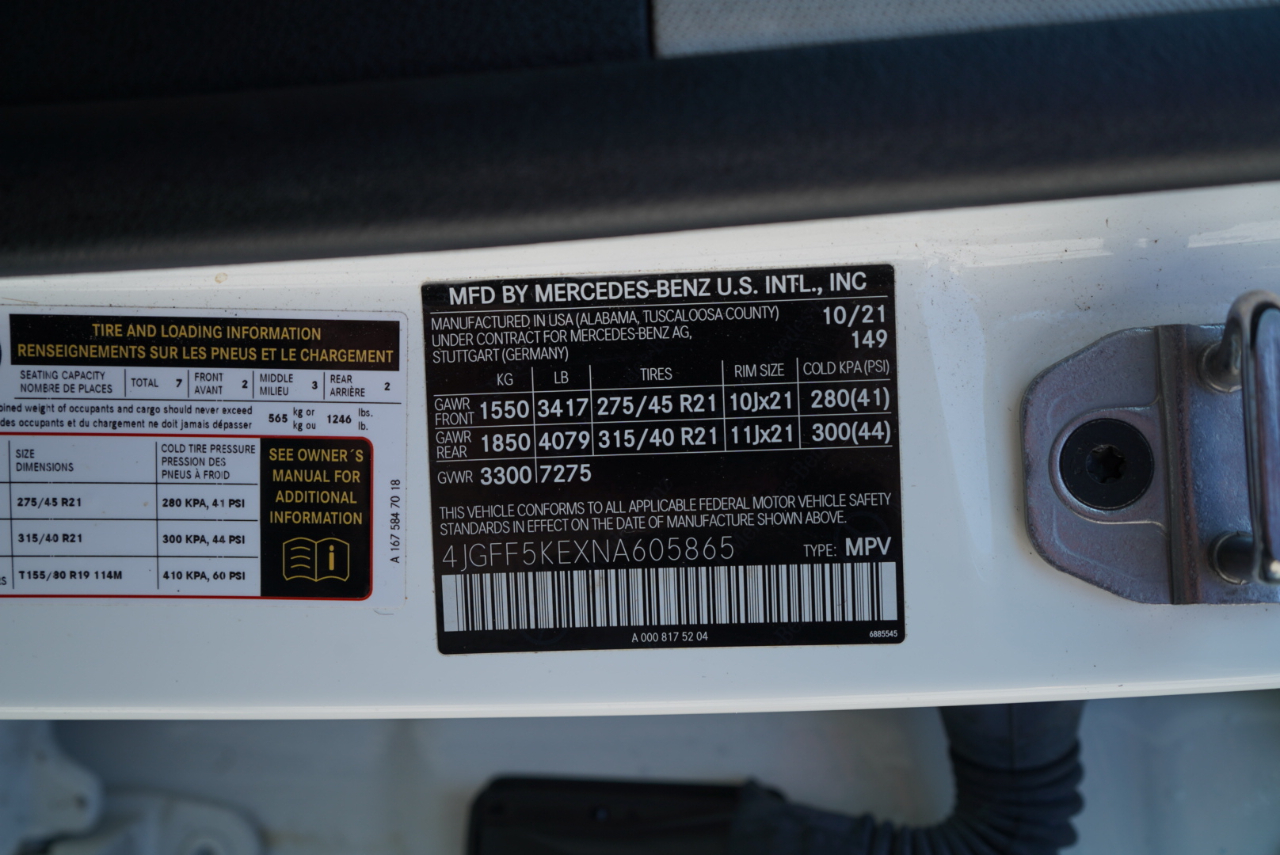 TIRE AND LOADING INFORMATION
RENSEIGNEMENTS SUR LES PNEUS ET LE CHARGEMENT
SEATING CAPACITY
NOMBRE DE PLACES
TOTAL 7
FRONT
AVANT 2
MIDDLE
MILIEU 3
REAR
ARRIÈRE 2
weight of occupants and cargo should never exceed
des occupants et du chargement ne doit jamais dépasser
565 kg or
kg ou
1246 lbs.
lb.
SIZE
DIMENSIONS
COLD TIRE PRESSURE
PRESSION DES
PNEUS À FROID
275/45 R21 280 KPA, 41 PSI
315/40 R21 300 KPA, 44 PSI
T155/80 R19 114M 410 KPA, 60 PSI
SEE OWNER´S
MANUAL FOR
ADDITIONAL
INFORMATION
i
A 167 584 70 18
MFD BY MERCEDES-BENZ U.S. INTL., INC
MANUFACTURED IN USA (ALABAMA, TUSCALOOSA COUNTY) 10/21
UNDER CONTRACT FOR MERCEDES-BENZ AG, 149
STUTTGART (GERMANY)
KG LB TIRES RIM SIZE COLD KPA (PSI)
GAWR
FRONT 1550 3417 275/45 R21 10Jx21 280(41)
GAWR
REAR 1850 4079 315/40 R21 11Jx21 300(44)
GVWR 3300 7275
THIS VEHICLE CONFORMS TO ALL APPLICABLE FEDERAL MOTOR VEHICLE SAFETY
STANDARDS IN EFFECT ON THE DATE OF MANUFACTURE SHOWN ABOVE.
4JGFF5KEXNA605865 TYPE: MPV
A 000 817 52 04 6885545